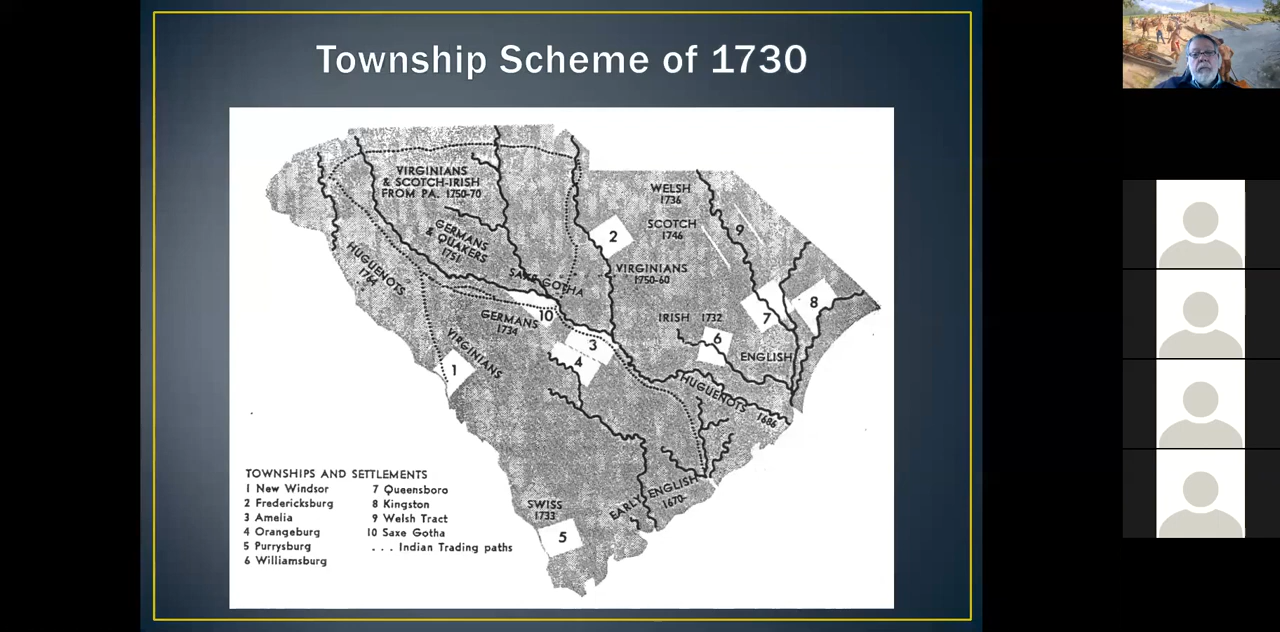 Township Scheme of 1730
VIRGINIANS
& SCOTCH-IRISH
FROM PA. 1750-70
GERMANS
& QUAKERS
1751
HUGUENOTS
1764
SAXE GOTHA
WELSH
1736
SCOTCH
1746
9
2
VIRGINIANS
1750-60
GERMANS
1734
10
IRISH 1732
7
8
6
3
4
ENGLISH
VIRGINIANS
1
HUGUENOTS 1686
EARLY ENGLISH
1670-
SWISS
1733
5
TOWNSHIPS AND SETTLEMENTS
1 New Windsor
2 Fredericksburg
3 Amelia
4 Orangeburg
5 Purrysburg
6 Williamsburg
7 Queensboro
8 Kingston
9 Welsh Tract
10 Saxe Gotha
. . . Indian Trading paths